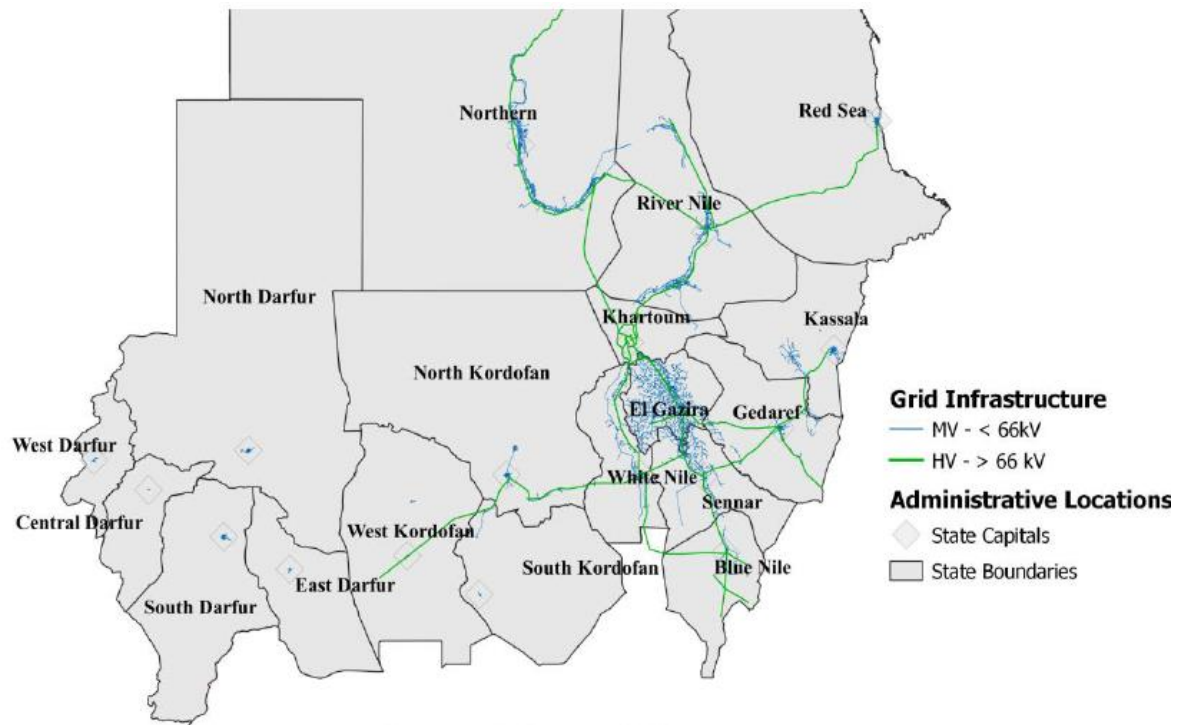 Northern
Red Sea
River Nile
North Darfur
Khartoum
Kassala
North Kordofan
El Gazira
Gedaref
West Darfur
White Nile
Sennar
Central Darfur
West Kordofan
South Kordofan
Blue Nile
East Darfur
South Darfur
Grid Infrastructure
MV - < 66kV
HV - > 66 kV
Administrative Locations
State Capitals
State Boundaries